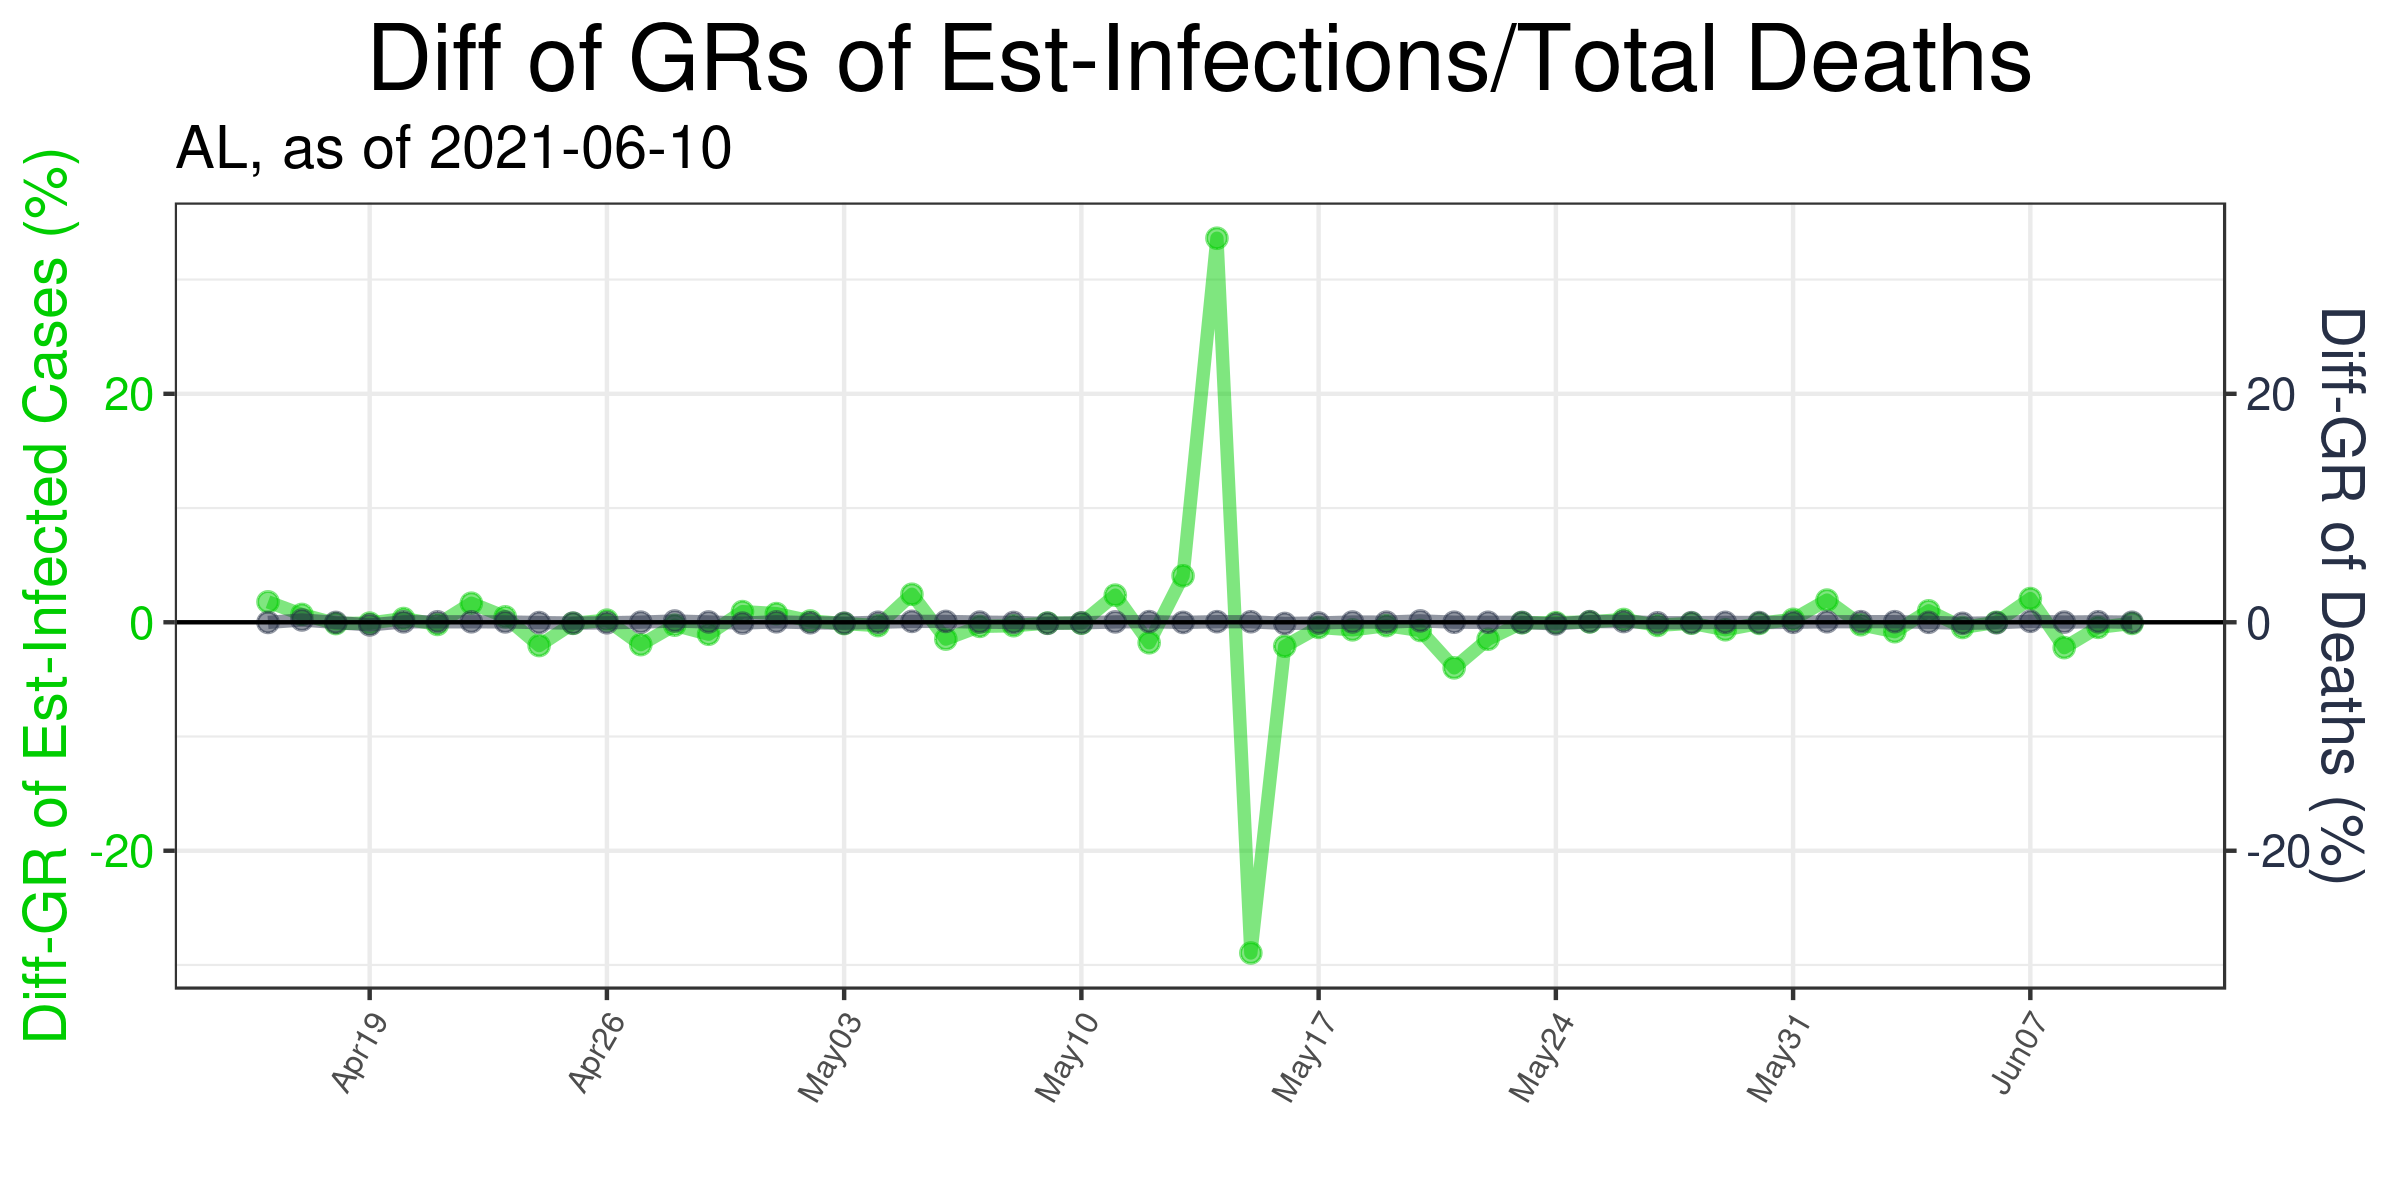 Diff of GRs of Est-Infections/Total Deaths
AL, as of 2021-06-10
Diff-GR of Est-Infected Cases (%)
20
0
-20
20
0
-20
Diff-GR of Deaths (%)
Apr19
Apr26
May03
May10
May17
May24
May31
Jun07